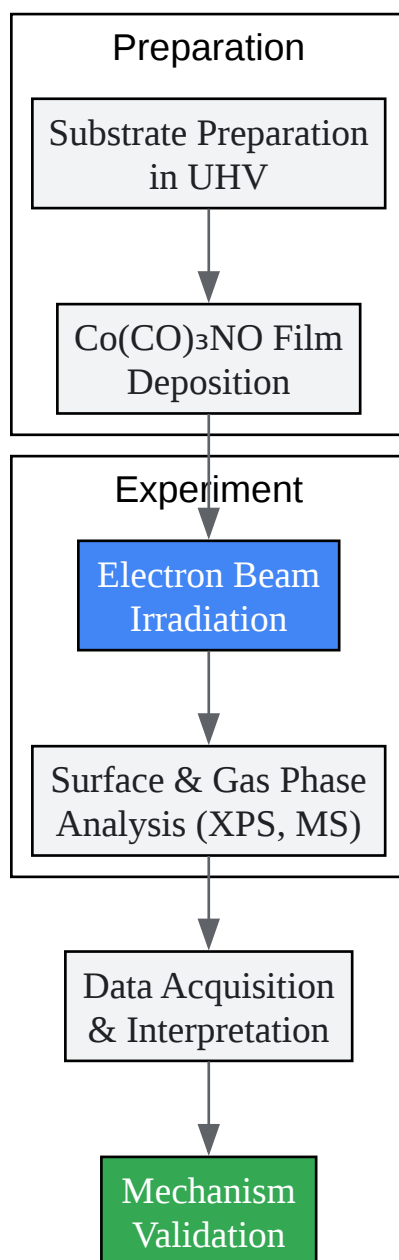 Preparation
Substrate Preparation
in UHV
Co(CO)₃NO Film
Deposition
Experiment
Electron Beam
Irradiation
Surface & Gas Phase
Analysis (XPS, MS)
Data Acquisition
& Interpretation
Mechanism
Validation